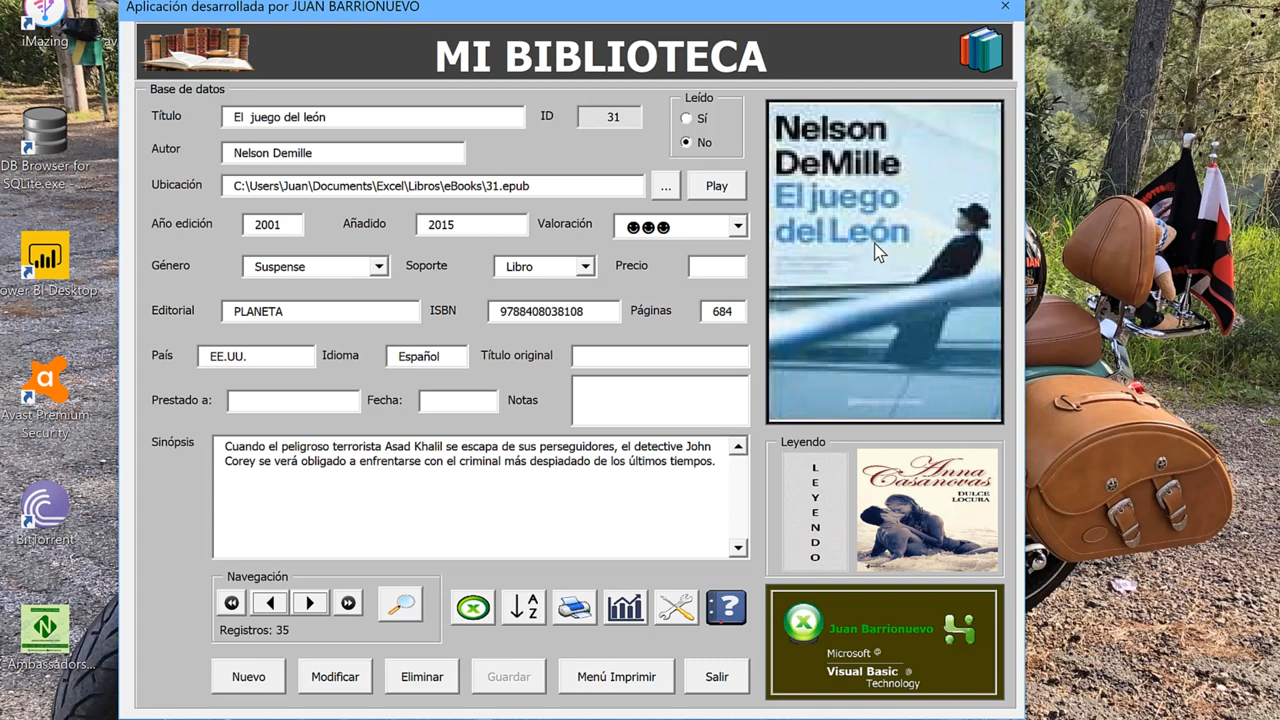 Aplicación desarrollada por JUAN BARRIONUEVO
iMazing
av
DB Browser for
SQLite.exe - ...
ower BI Desktop
Avast Premium
Security
BitTorrent
Ambassadors...
MI BIBLIOTECA
Base de datos
Título El juego del león ID 31
Leído
Sí
No
Autor Nelson Demille
Ubicación C:\Users\Juan\Documents\Excel\Libros\eBooks\31.epub ... Play
Año edición 2001 Añadido 2015 Valoración ☻☻☻
Género Suspense Soporte Libro Precio
Editorial PLANETA ISBN 9788408038108 Páginas 684
País EE.UU. Idioma Español Título original
Prestado a: Fecha: Notas
Sinópsis
Cuando el peligroso terrorista Asad Khalil se escapa de sus perseguidores, el detective John
Corey se verá obligado a enfrentarse con el criminal más despiadado de los últimos tiempos.
Nelson
DeMille
El juego
del León
Leyendo
LEYENDO
Anna
Casanovas
DULCE
LOCURA
Navegación
Registros: 35
A
Z
?
Nuevo Modificar Eliminar Guardar Menú Imprimir Salir
X
Juan Barrionuevo
Microsoft @
Visual Basic @
Technology